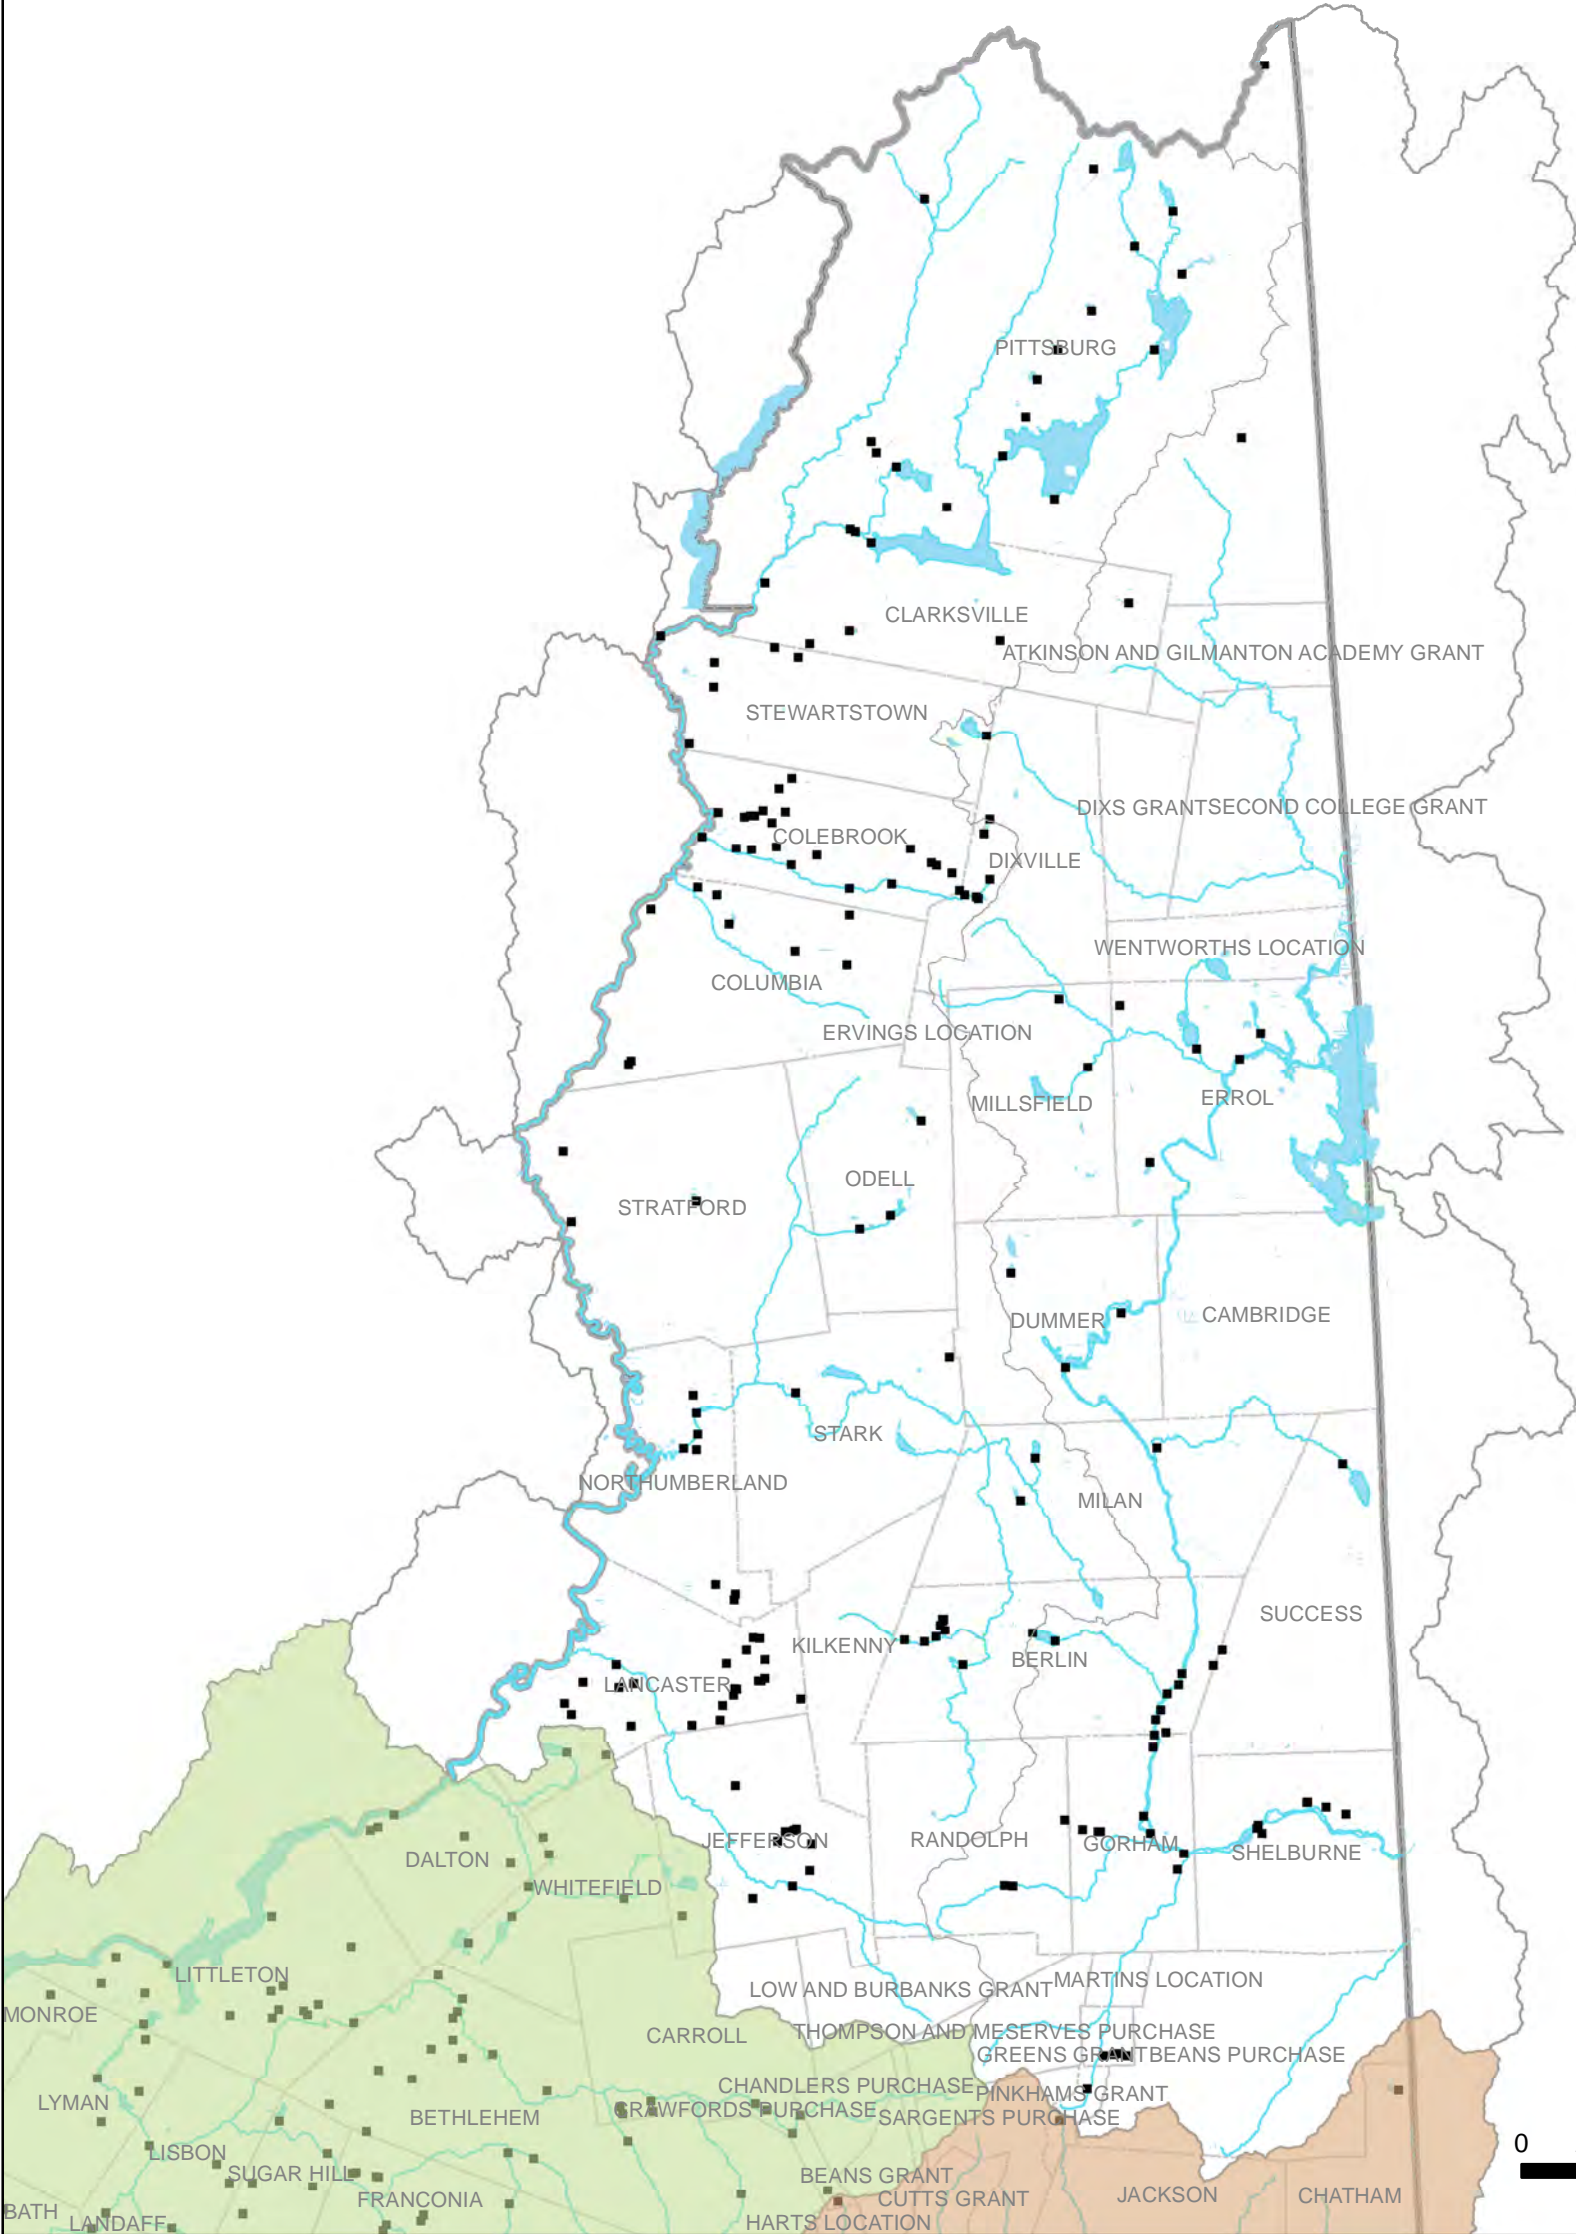 PITTSBURG
CLARKSVILLE
ATKINSON AND GILMANTON ACADEMY GRANT
STEWARTSTOWN
DIXS GRANT SECOND COLLEGE GRANT
COLEBROOK
DIXVILLE
WENTWORTHS LOCATION
COLUMBIA
ERVINGS LOCATION
MILLSFIELD
ERROL
ODELL
STRATFORD
DUMMER
CAMBRIDGE
STARK
NORTHUMBERLAND
MILAN
SUCCESS
KILKENNY
BERLIN
LANCASTER
JEFFERSON
RANDOLPH
GORHAM
SHELBURNE
DALTON
WHITEFIELD
LITTLETON
LOW AND BURBANKS GRANT
MARTINS LOCATION
MONROE
CARROLL
THOMPSON AND MESERVES PURCHASE
GREENS GRANT BEANS PURCHASE
CHANDLERS PURCHASE
PINKHAMS GRANT
LYMAN
BETHLEHEM
CRAWFORDS PURCHASE
SARGENTS PURCHASE
0
LISBON
SUGAR HILL
BEANS GRANT
FRANCONIA
CUTTS GRANT
JACKSON
CHATHAM
BATH
LANDAFF
HARTS LOCATION